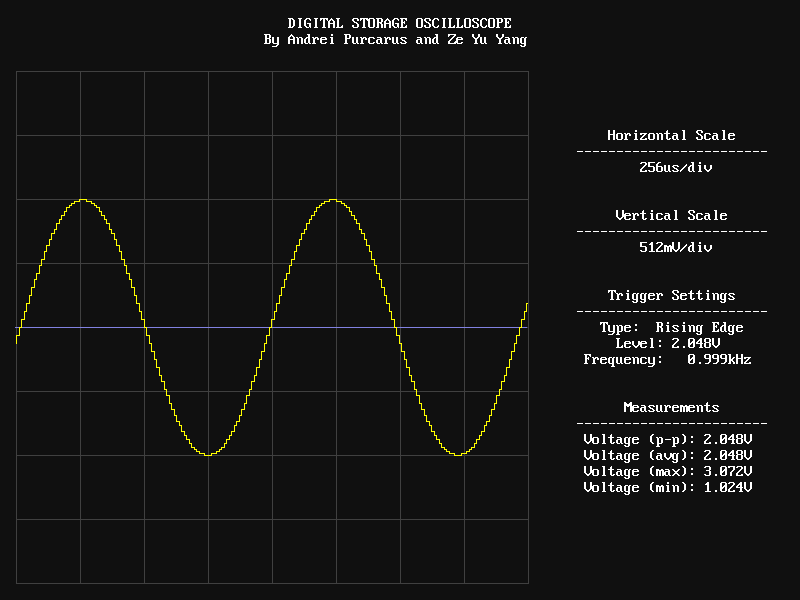 DIGITAL STORAGE OSCILLOSCOPE
By Andrei Purcarus and Ze Yu Yang
Horizontal Scale
------------------------
256us/div
Vertical Scale
------------------------
512mV/div
Trigger Settings
------------------------
Type:  Rising Edge
Level: 2.048V
Frequency:   0.999kHz
Measurements
------------------------
Voltage (p-p): 2.048V
Voltage (avg): 2.048V
Voltage (max): 3.072V
Voltage (min): 1.024V